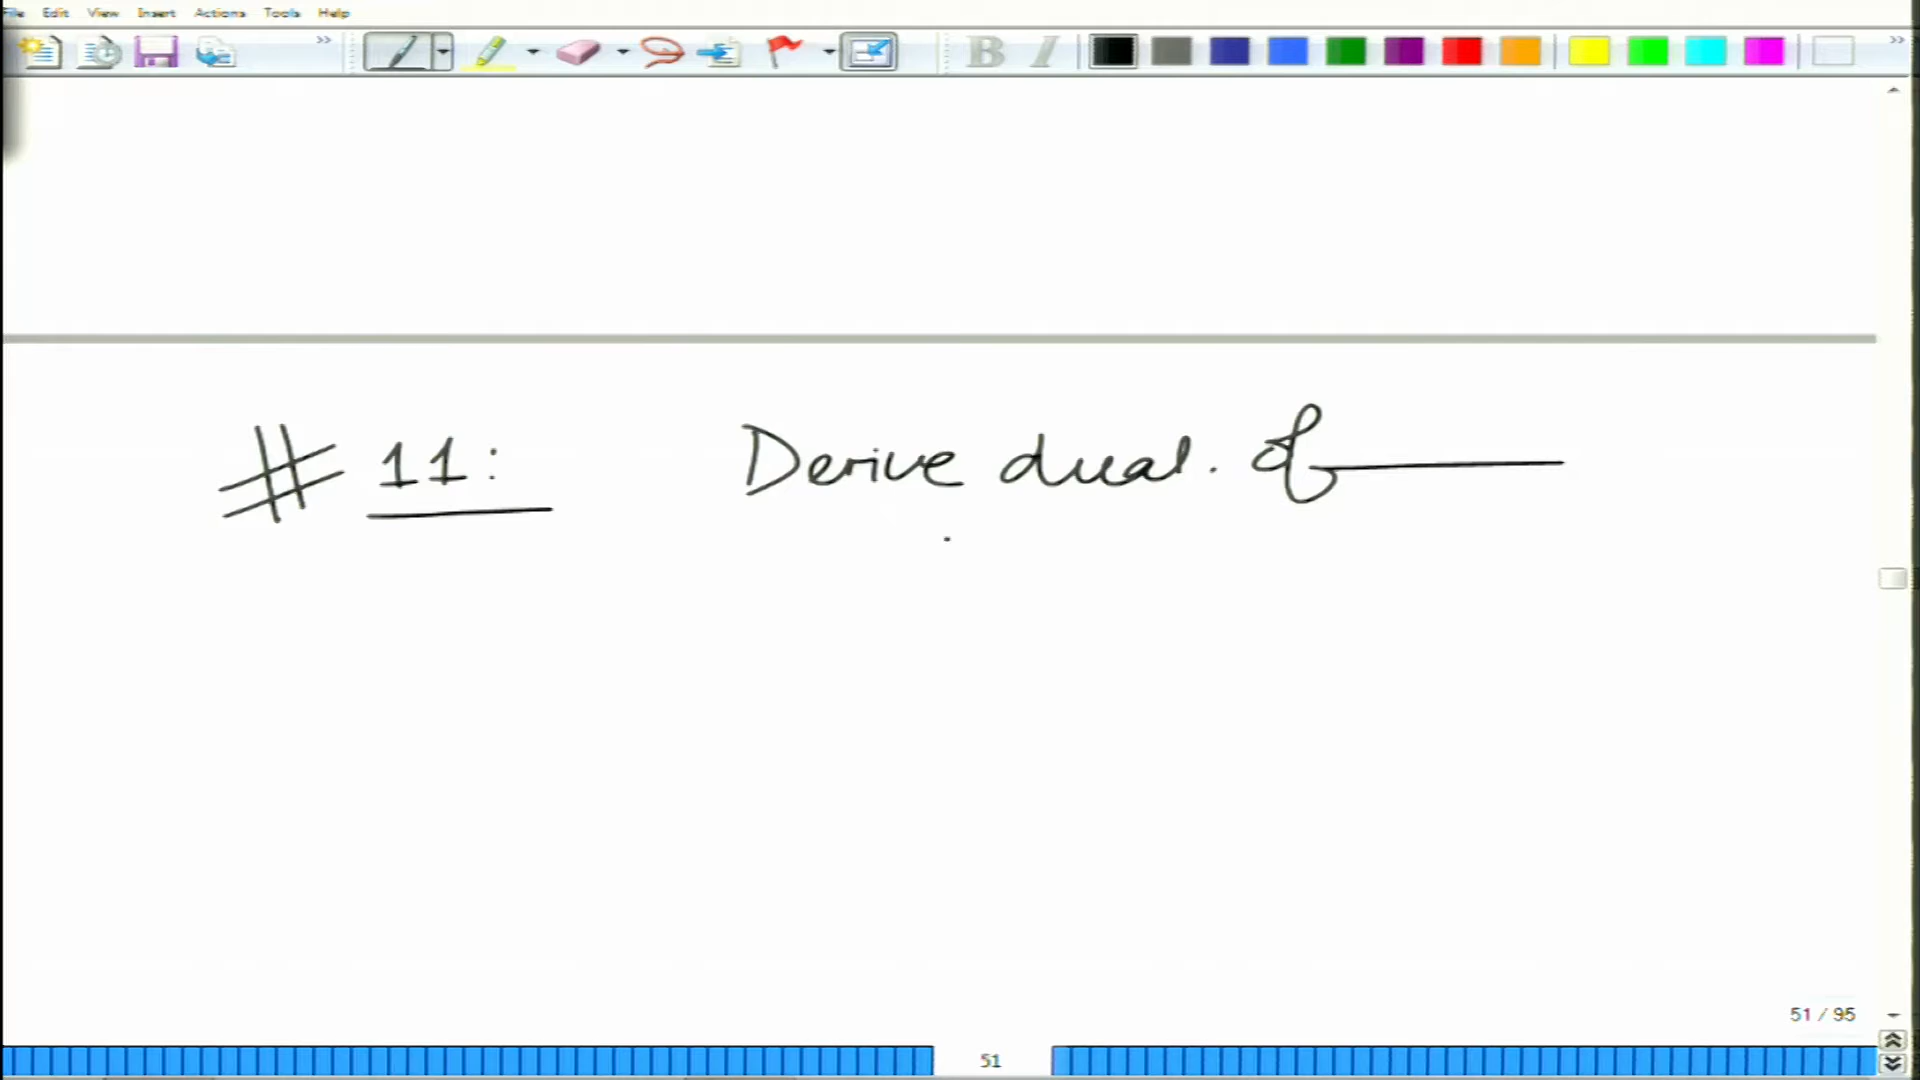 File Edit View Insert Actions Tools Help
B I
# 11: Derive dual. of
51 / 95
51